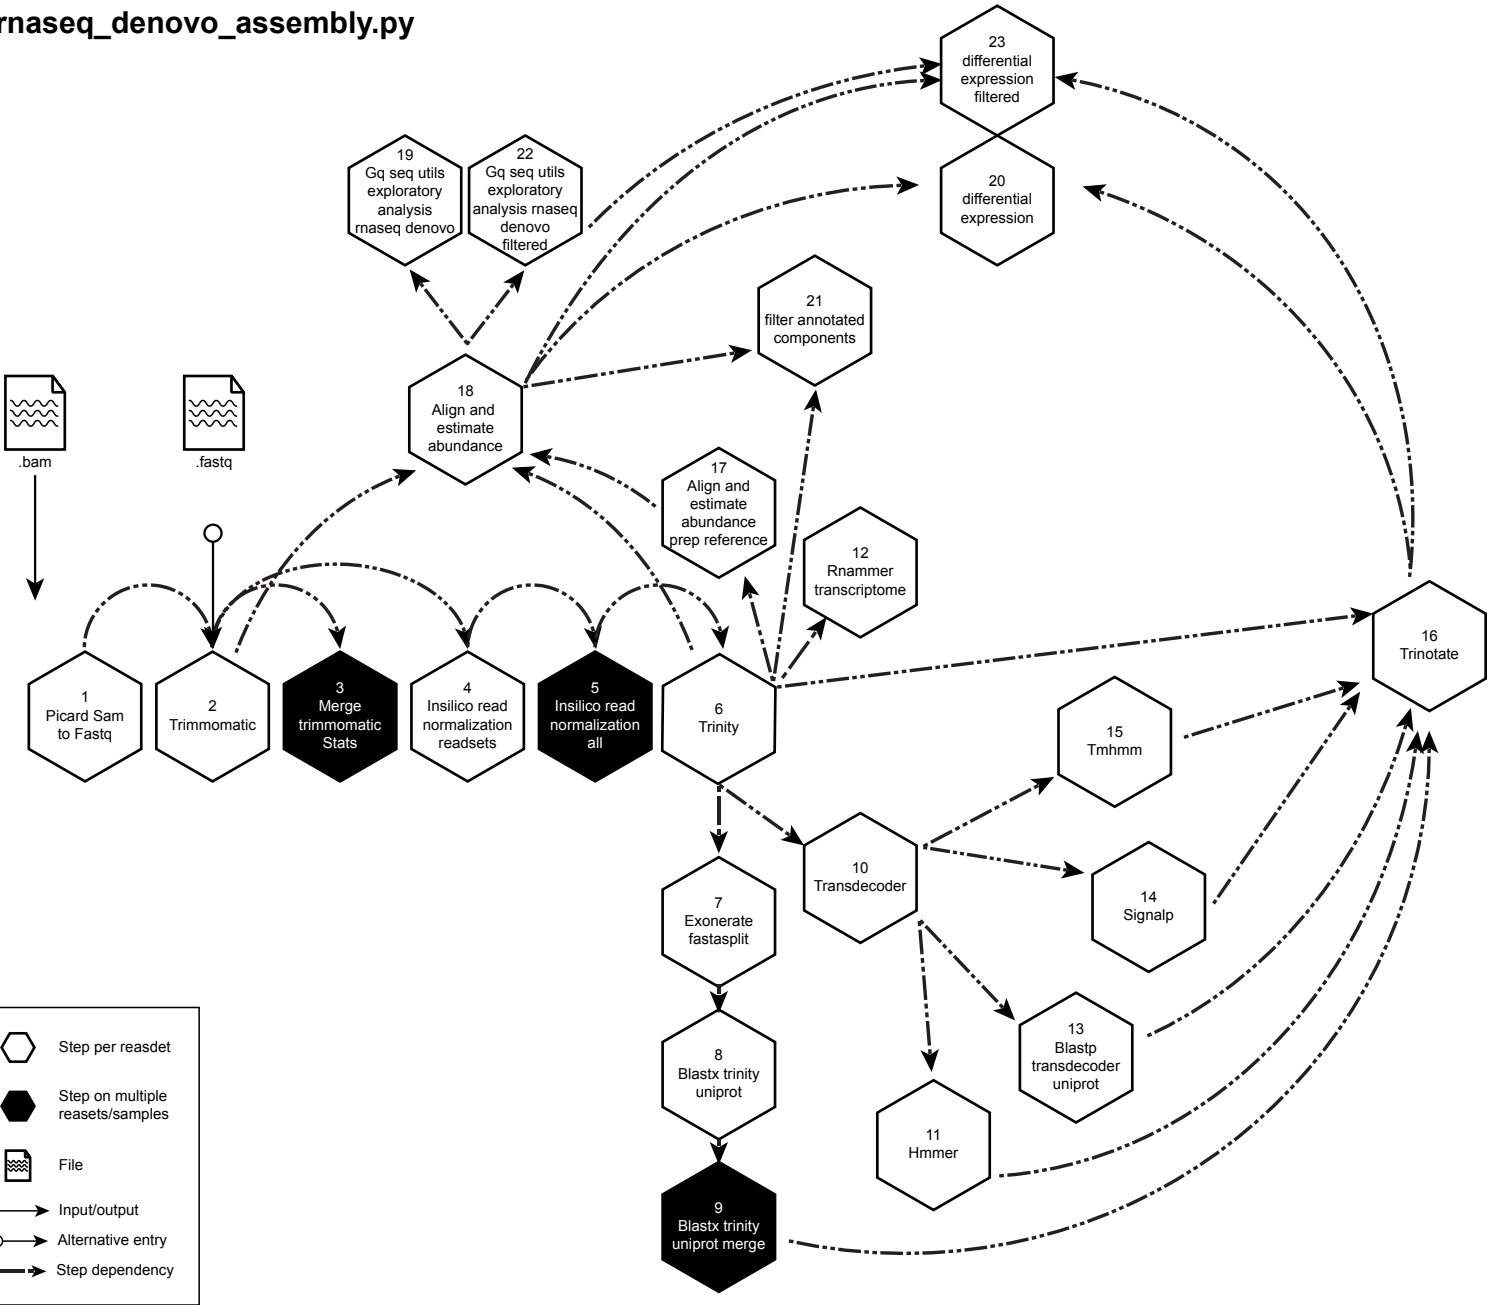 rnaseq_denovo_assembly.py
23
differential
expression
filtered
19
Gq seq utils
exploratory
analysis
rnaseq denovo
22
Gq seq utils
exploratory
analysis rnaseq
denovo
filtered
20
differential
expression
21
filter annotated
components
18
Align and
estimate
abundance
.bam
.fastq
17
Align and
estimate
abundance
prep reference
12
Rnammer
transcriptome
16
Trinotate
1
Picard Sam
to Fastq
2
Trimmomatic
3
Merge
trimmomatic
Stats
4
Insilico read
normalization
readsets
5
Insilico read
normalization
all
6
Trinity
15
Tmhmm
10
Transdecoder
14
Signalp
7
Exonerate
fastasplit
13
Blastp
transdecoder
uniprot
8
Blastx trinity
uniprot
11
Hmmer
9
Blastx trinity
uniprot merge
Step per reasdet
Step on multiple
reasets/samples
File
Input/output
Alternative entry
Step dependency